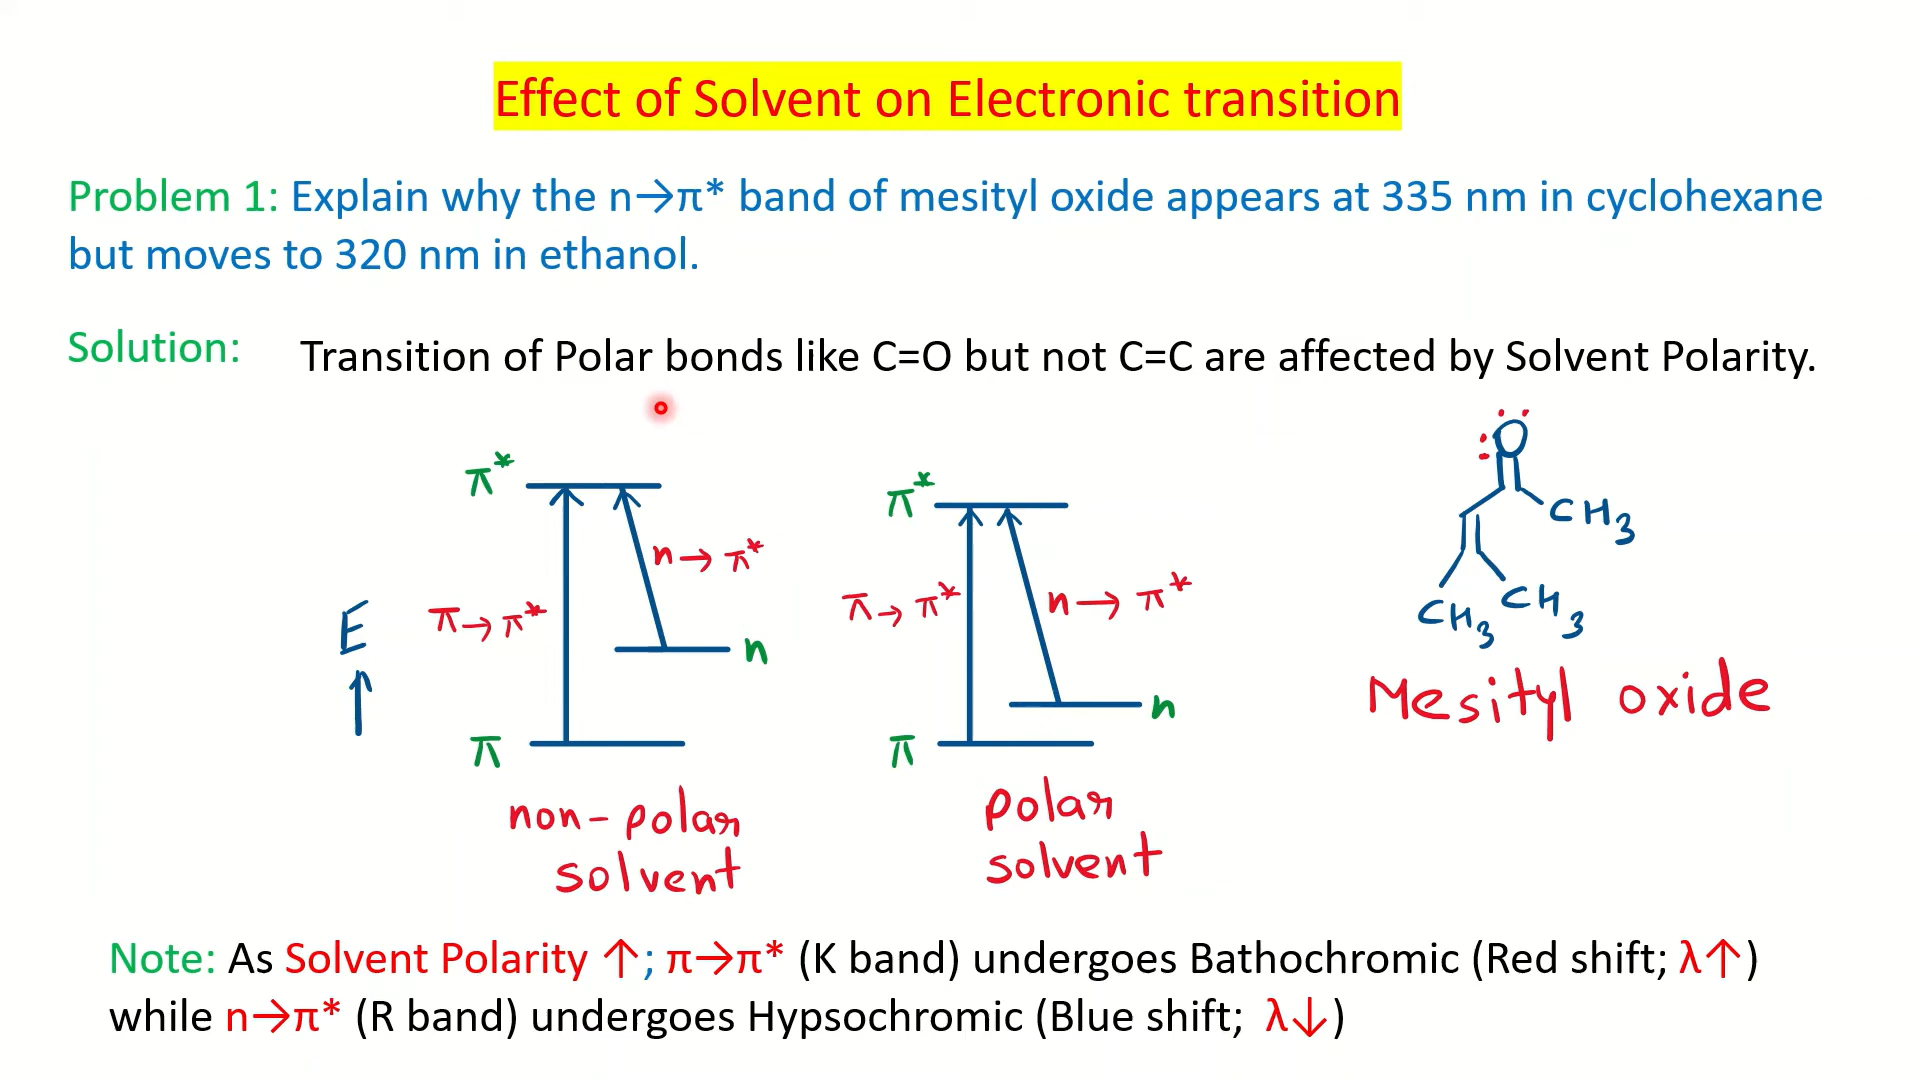 Effect of Solvent on Electronic transition
Problem 1: Explain why the n→π* band of mesityl oxide appears at 335 nm in cyclohexane
but moves to 320 nm in ethanol.
Solution: Transition of Polar bonds like C=O but not C=C are affected by Solvent Polarity.
E
↑
π*
n→π*
π→π*
n
π
non-polar
solvent
π*
n→π*
π→π*
n
π
polar
solvent
O
CH3
CH3
CH3
Mesityl oxide
Note: As Solvent Polarity ↑; π→π* (K band) undergoes Bathochromic (Red shift; λ↑)
while n→π* (R band) undergoes Hypsochromic (Blue shift; λ↓)